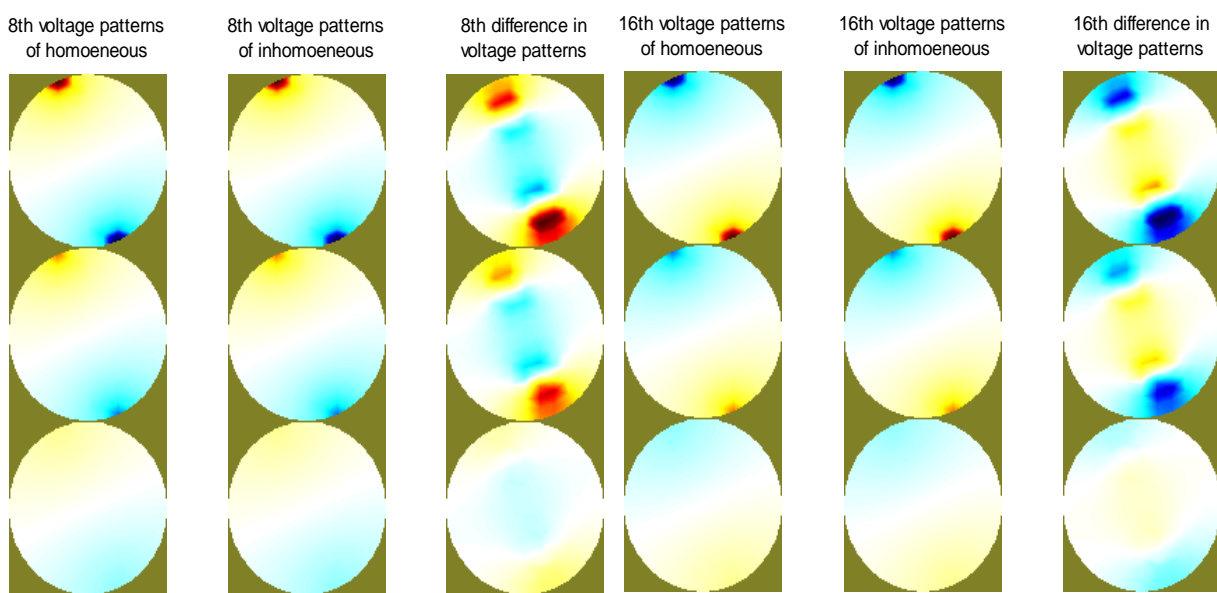 8th voltage patterns
of homoeneous
8th voltage patterns
of inhomoeneous
8th difference in
voltage patterns
16th voltage patterns
of homoeneous
16th voltage patterns
of inhomoeneous
16th difference in
voltage patterns